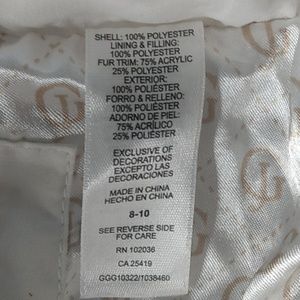 SHELL: 100% POLYESTER
LINING & FILLING:
100% POLYESTER
FUR TRIM: 75% ACRYLIC
25% POLYESTER
EXTERIOR:
100% POLIÉSTER
FORRO & RELLENO:
100% POLIÉSTER
ADORNO DE PIEL:
75% ACRÍLICO
25% POLIÉSTER
EXCLUSIVE OF
DECORATIONS
EXCEPTO LAS
DECORACIONES
MADE IN CHINA
HECHO EN CHINA
8-10
SEE REVERSE SIDE
FOR CARE
RN 102036
CA 25419
GGG10322/1038460